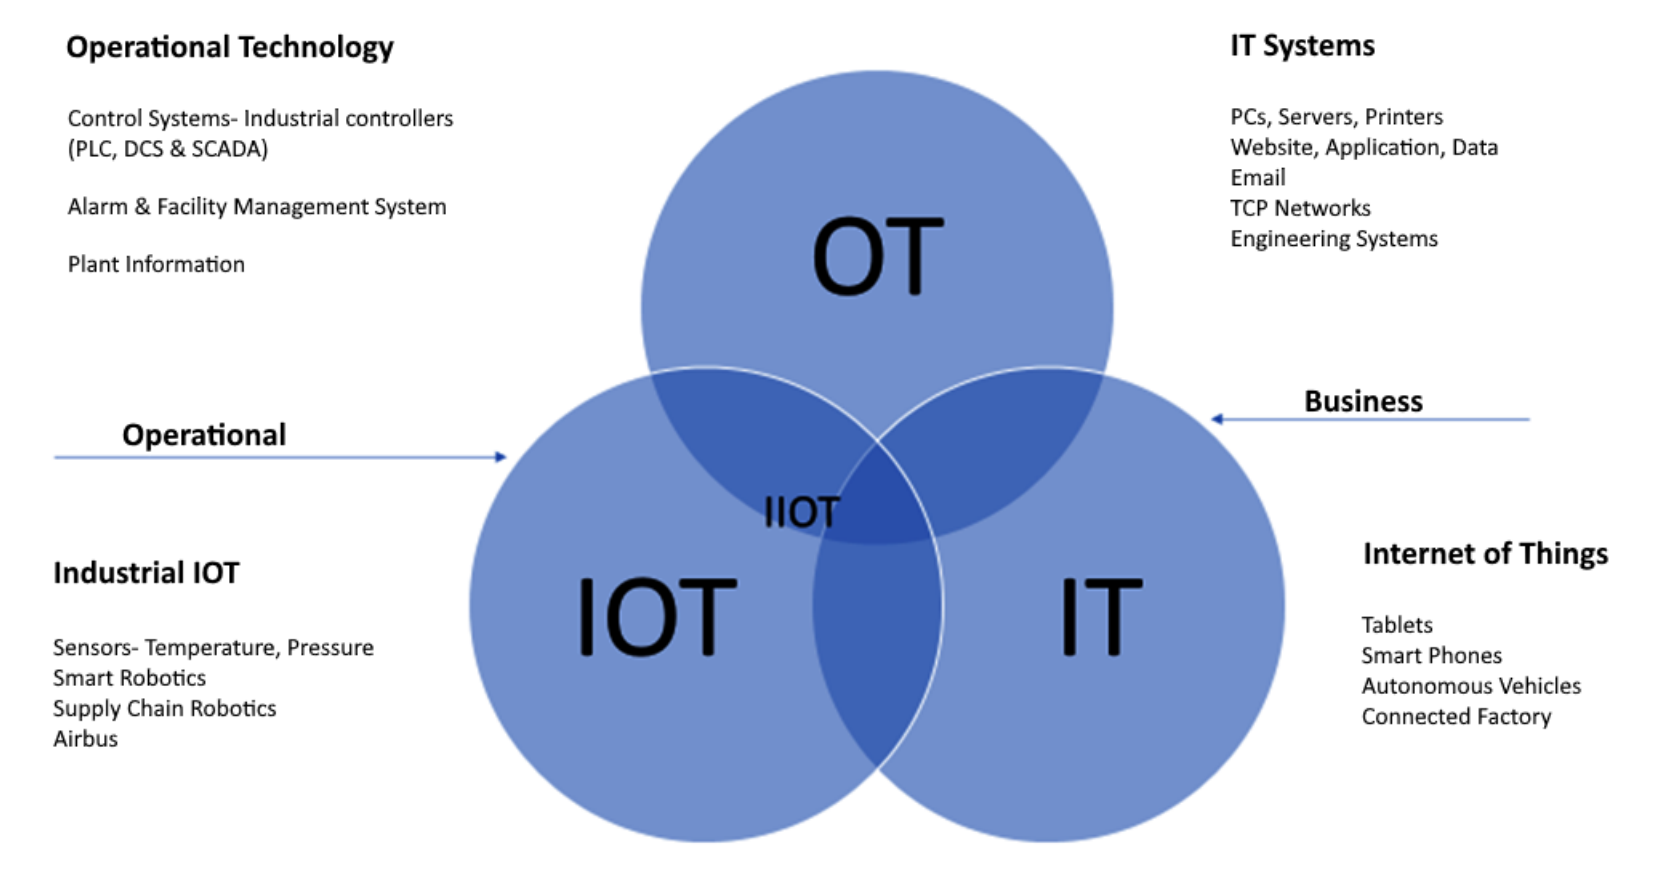 Operational Technology
Control Systems- Industrial controllers
(PLC, DCS & SCADA)
Alarm & Facility Management System
Plant Information
IT Systems
PCs, Servers, Printers
Website, Application, Data
Email
TCP Networks
Engineering Systems
OT
Operational
Business
IIOT
IOT
IT
Industrial IOT
Sensors- Temperature, Pressure
Smart Robotics
Supply Chain Robotics
Airbus
Internet of Things
Tablets
Smart Phones
Autonomous Vehicles
Connected Factory